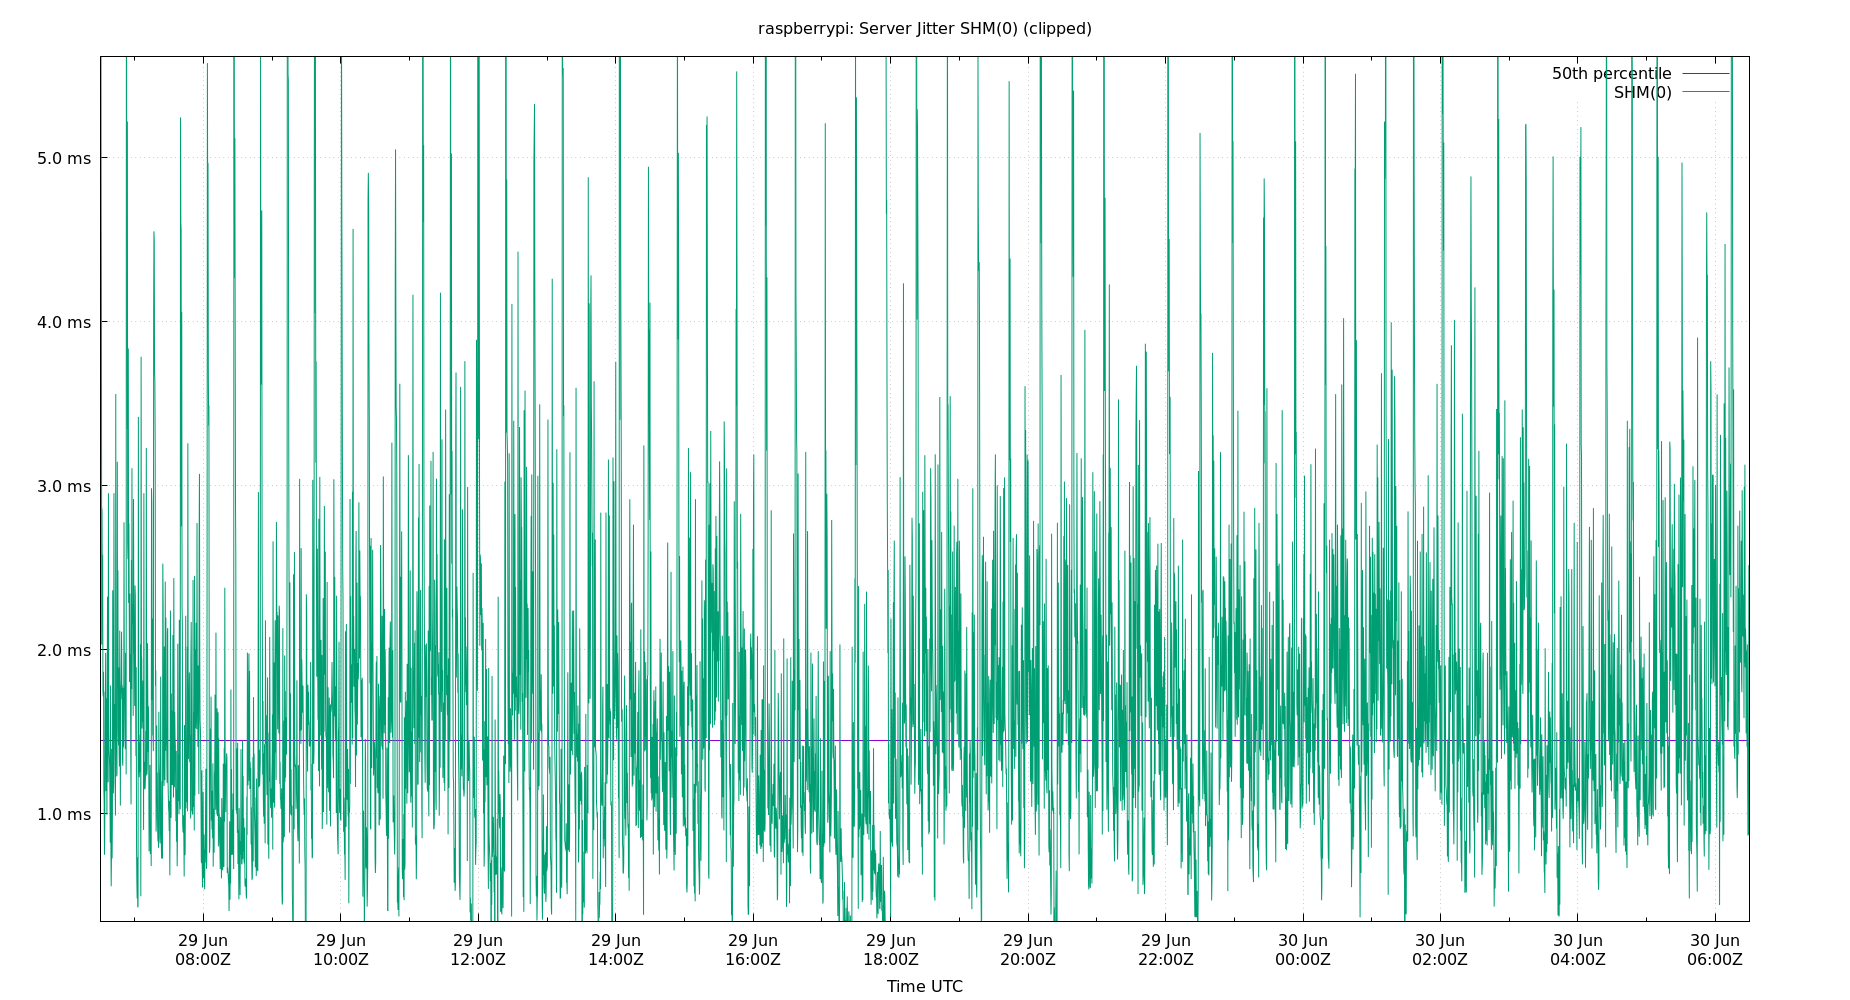 raspberrypi: Server Jitter SHM(0) (clipped)
50th percentile
SHM(0)
5.0 ms
4.0 ms
3.0 ms
2.0 ms
1.0 ms
29 Jun 29 Jun 29 Jun 29 Jun 29 Jun 29 Jun 29 Jun 29 Jun 30 Jun 30 Jun 30 Jun 30 Jun
08:00Z 10:00Z 12:00Z 14:00Z 16:00Z 18:00Z 20:00Z 22:00Z 00:00Z 02:00Z 04:00Z 06:00Z
Time UTC